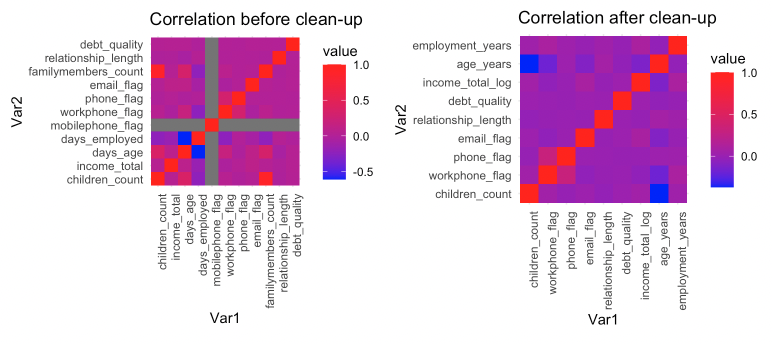 Correlation before clean-up
Var2
debt_quality
relationship_length
familymembers_count
email_flag
phone_flag
workphone_flag
mobilephone_flag
days_employed
days_age
income_total
children_count
children_count
income_total
days_age
days_employed
mobilephone_flag
workphone_flag
phone_flag
email_flag
familymembers_count
relationship_length
debt_quality
Var1
value
1.0
0.5
0.0
-0.5
Correlation after clean-up
Var2
employment_years
age_years
income_total_log
debt_quality
relationship_length
email_flag
phone_flag
workphone_flag
children_count
children_count
workphone_flag
phone_flag
email_flag
relationship_length
debt_quality
income_total_log
age_years
employment_years
Var1
value
1.0
0.5
0.0